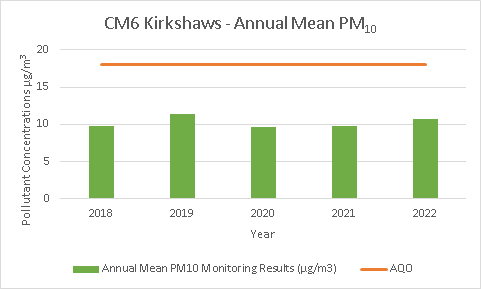 CM6 Kirkshaws - Annual Mean PM₁₀
Pollutant Concentrations µg/m³
20
15
10
5
0
2018 2019 2020 2021 2022
Year
Annual Mean PM10 Monitoring Results (µg/m3) AQO